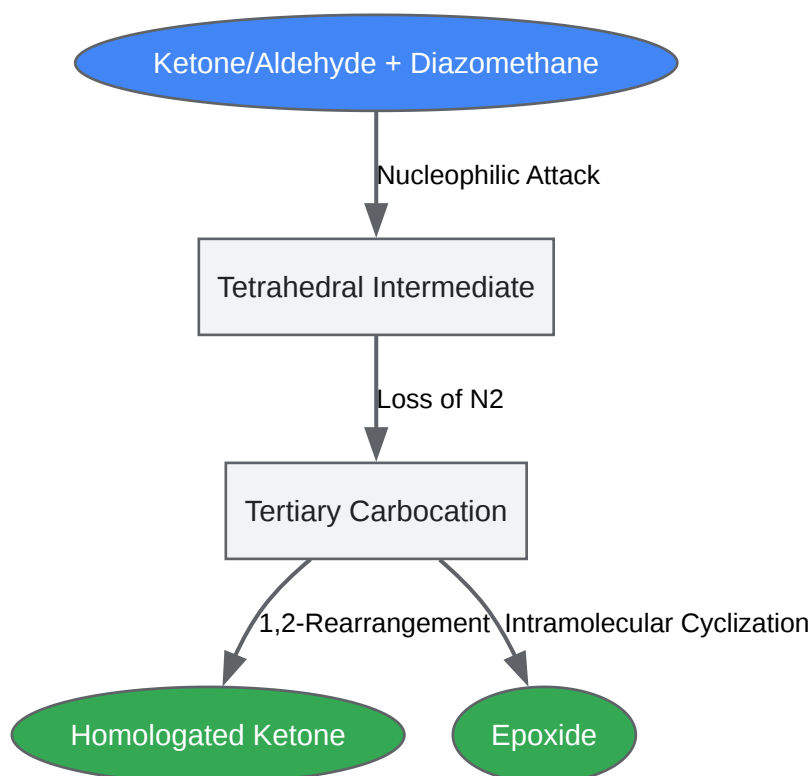 Ketone/Aldehyde + Diazomethane
Nucleophilic Attack
Tetrahedral Intermediate
Loss of N2
Tertiary Carbocation
1,2-Rearrangement
Intramolecular Cyclization
Homologated Ketone
Epoxide